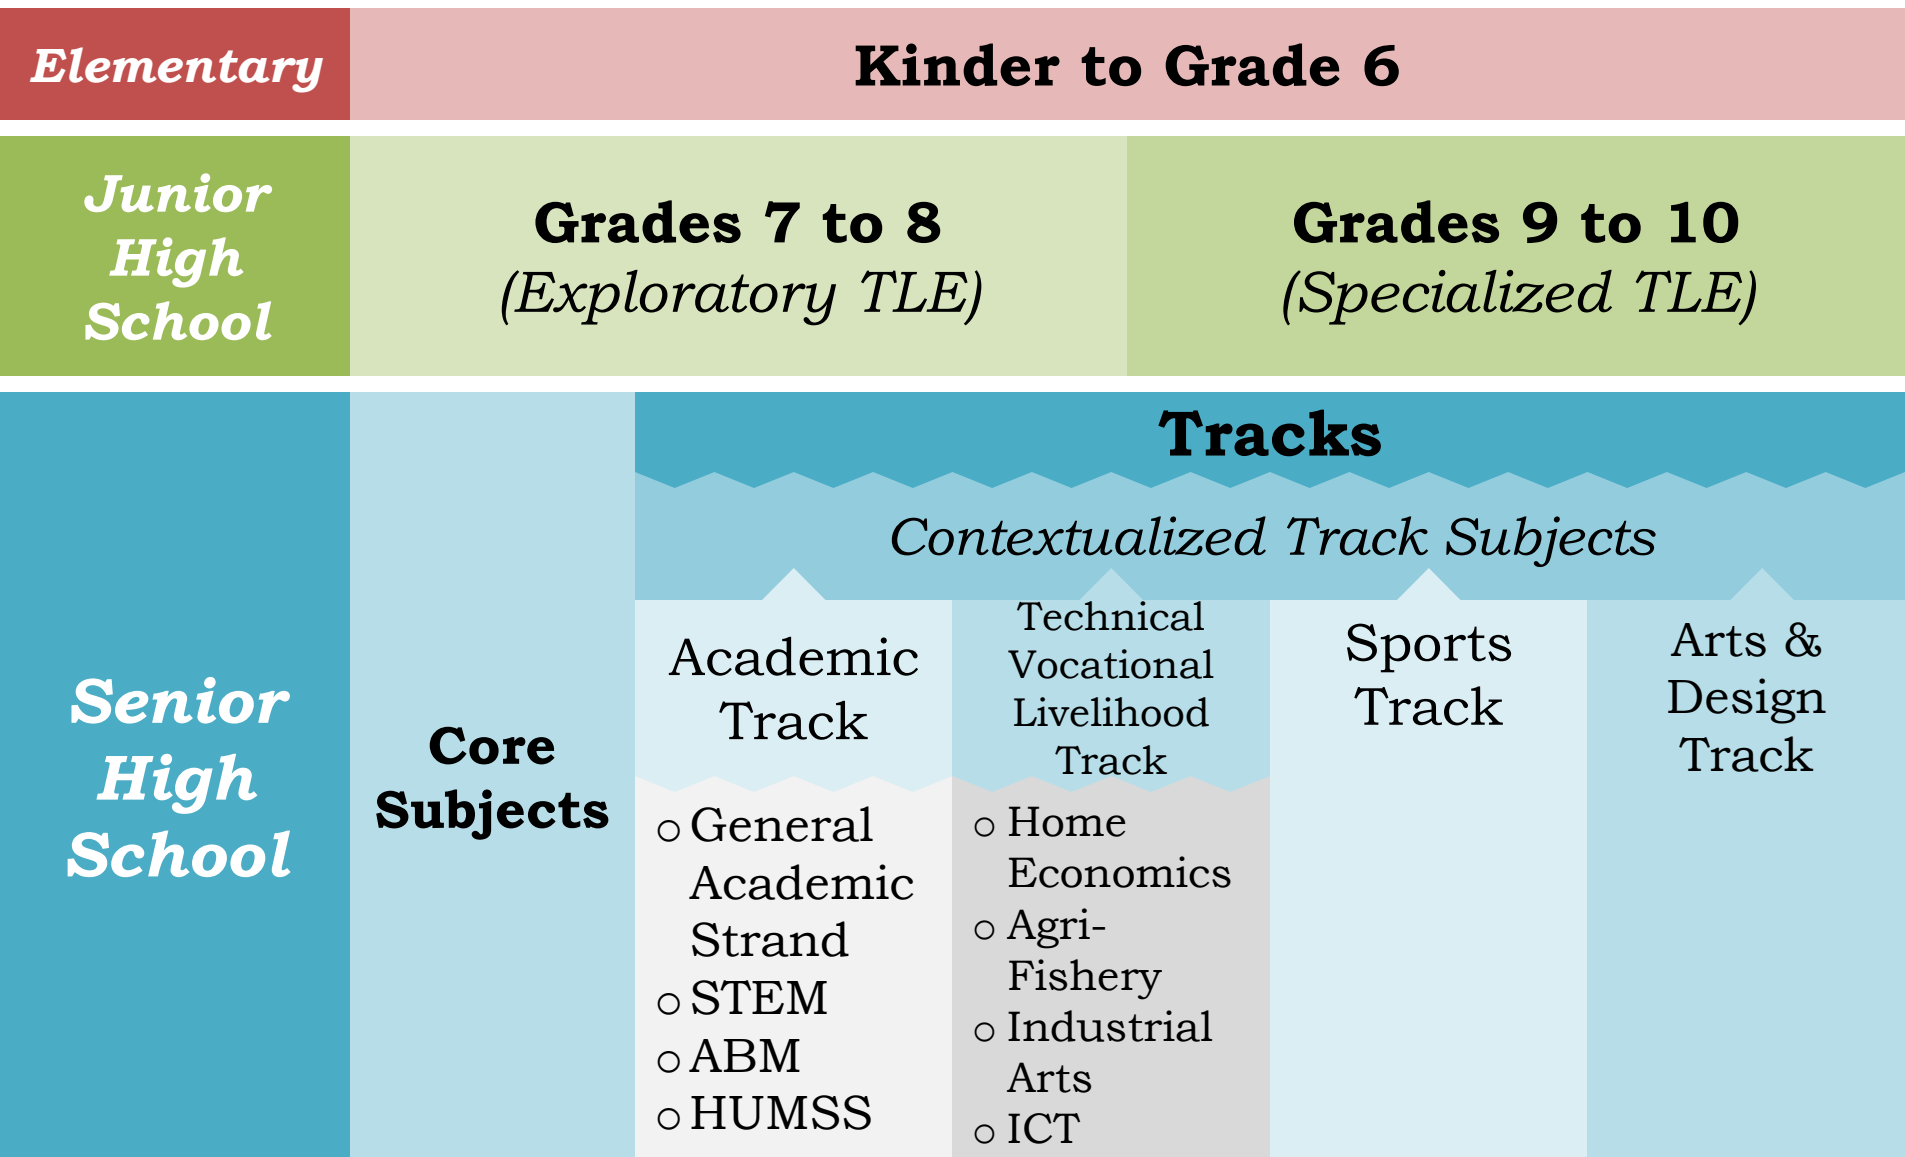 Elementary
Kinder to Grade 6
Junior
High
School
Grades 7 to 8
(Exploratory TLE)
Grades 9 to 10
(Specialized TLE)
Senior
High
School
Core
Subjects
Tracks
Contextualized Track Subjects
Academic
Track
○ General
Academic
Strand
○ STEM
○ ABM
○ HUMSS
Technical
Vocational
Livelihood
Track
○ Home
Economics
○ Agri-
Fishery
○ Industrial
Arts
○ ICT
Sports
Track
Arts &
Design
Track